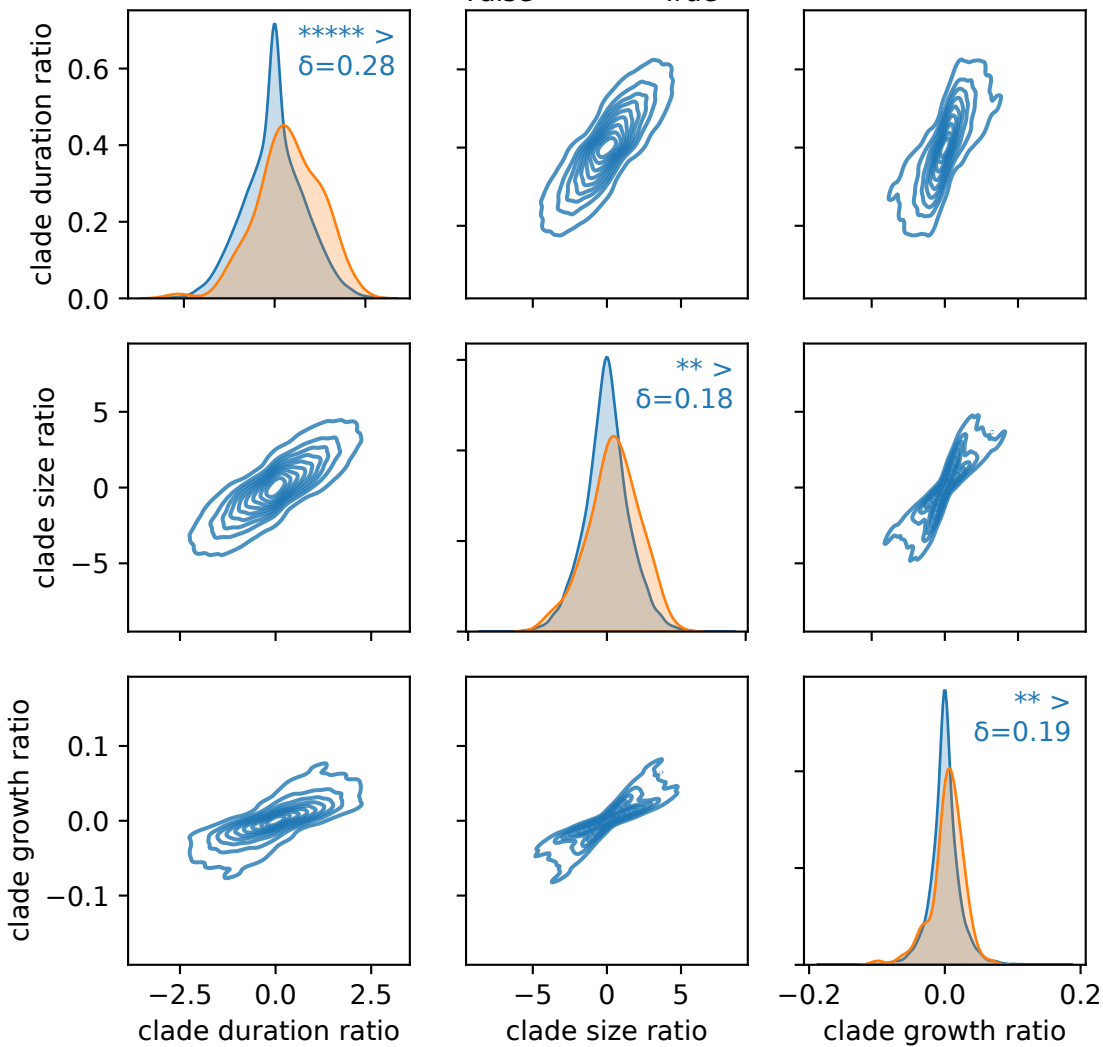 clade duration ratio
0.6
0.4
0.2
0.0
***** >
δ=0.28
clade size ratio
5
0
−5
** >
δ=0.18
clade growth ratio
0.1
0.0
−0.1
** >
δ=0.19
−2.5 0.0 2.5
−5 0 5
−0.2 0.0 0.2
clade duration ratio
clade size ratio
clade growth ratio